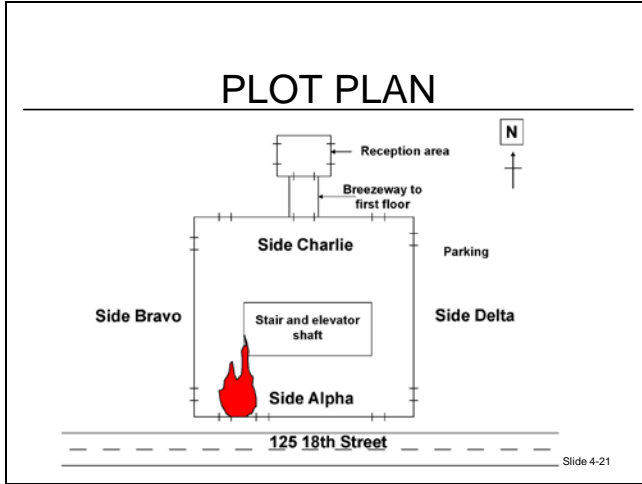 PLOT PLAN
N
Reception area
Breezeway to
first floor
Side Charlie
Parking
Side Bravo
Stair and elevator
shaft
Side Delta
Side Alpha
125 18th Street
Slide 4-21